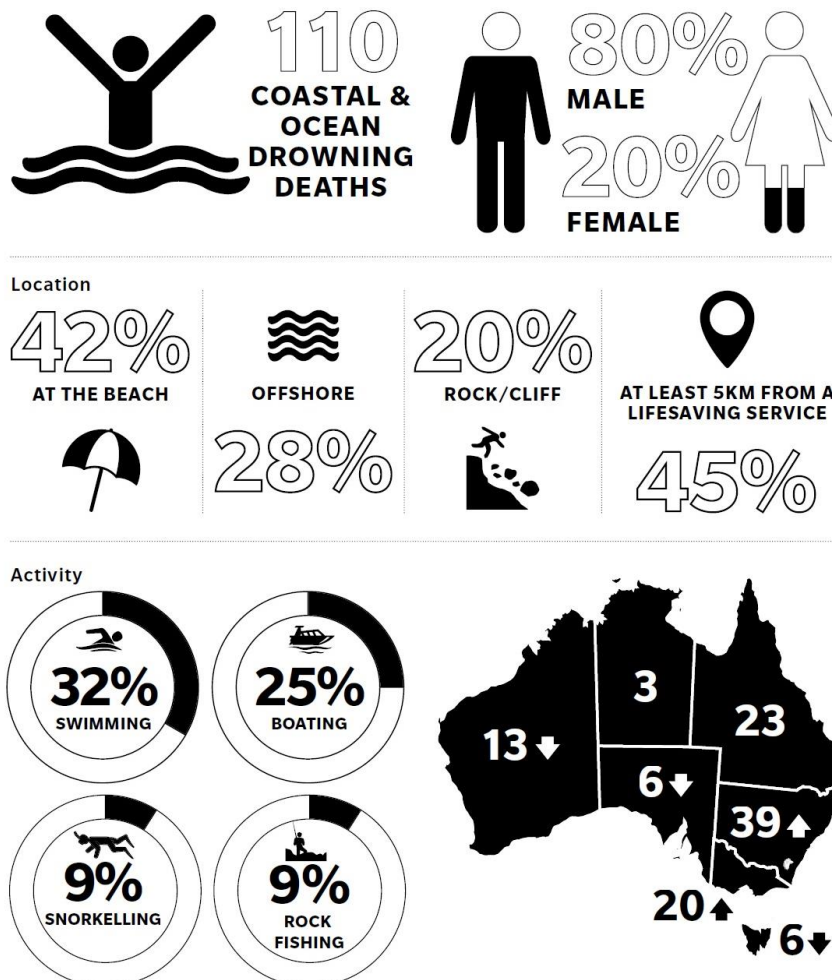 110
COASTAL &
OCEAN
DROWNING
DEATHS
80%
MALE
20%
FEMALE
Location
42%
AT THE BEACH
OFFSHORE
28%
20%
ROCK/CLIFF
AT LEAST 5KM FROM A
LIFESAVING SERVICE
45%
Activity
32%
SWIMMING
25%
BOATING
9%
SNORKELLING
9%
ROCK
FISHING
3
23
13
6
39
20
6